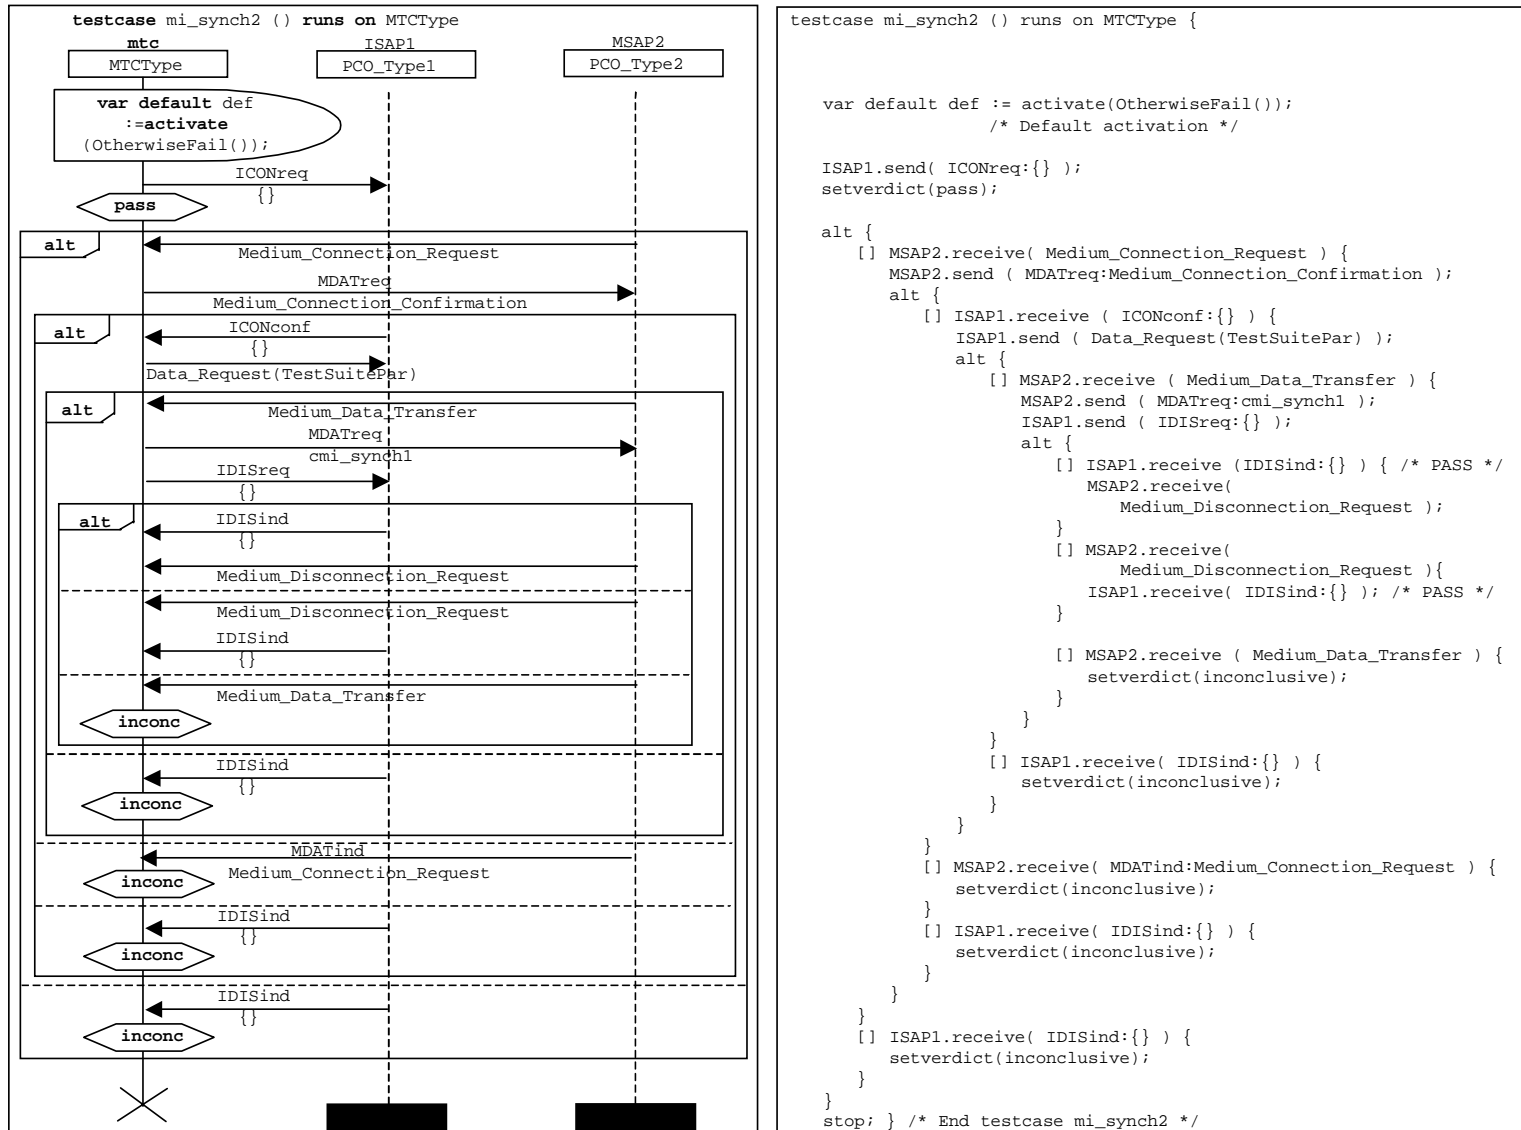 testcase mi_synch2 () runs on MTCType
mtc
ISAP1
MSAP2
MTCType
PCO_Type1
PCO_Type2
var default def
:=activate
(OtherwiseFail());
ICONreq
{}
pass
alt
Medium_Connection_Request
MDATreq
Medium_Connection_Confirmation
alt
ICONconf
{}
Data_Request(TestSuitePar)
alt
Medium_Data_Transfer
MDATreq
cmi_synch1
IDISreq
{}
alt
IDISind
{}
Medium_Disconnection_Request
Medium_Disconnection_Request
IDISind
{}
Medium_Data_Transfer
inconc
IDISind
{}
inconc
MDATind
Medium_Connection_Request
inconc
IDISind
{}
inconc
IDISind
{}
inconc
testcase mi_synch2 () runs on MTCType {
var default def := activate(OtherwiseFail());
/* Default activation */
ISAP1.send( ICONreq:{} );
setverdict(pass);
alt {
[] MSAP2.receive( Medium_Connection_Request ) {
MSAP2.send ( MDATreq:Medium_Connection_Confirmation );
alt {
[] ISAP1.receive ( ICONconf:{} ) {
ISAP1.send ( Data_Request(TestSuitePar) );
alt {
[] MSAP2.receive ( Medium_Data_Transfer ) {
MSAP2.send ( MDATreq:cmi_synch1 );
ISAP1.send ( IDISreq:{} );
alt {
[] ISAP1.receive (IDISind:{} ) { /* PASS */
MSAP2.receive(
Medium_Disconnection_Request );
}
[] MSAP2.receive(
Medium_Disconnection_Request ){
ISAP1.receive( IDISind:{} ); /* PASS */
}
[] MSAP2.receive ( Medium_Data_Transfer ) {
setverdict(inconclusive);
}
}
}
[] ISAP1.receive( IDISind:{} ) {
setverdict(inconclusive);
}
}
}
[] MSAP2.receive( MDATind:Medium_Connection_Request ) {
setverdict(inconclusive);
}
[] ISAP1.receive( IDISind:{} ) {
setverdict(inconclusive);
}
}
}
[] ISAP1.receive( IDISind:{} ) {
setverdict(inconclusive);
}
}
stop; } /* End testcase mi_synch2 */